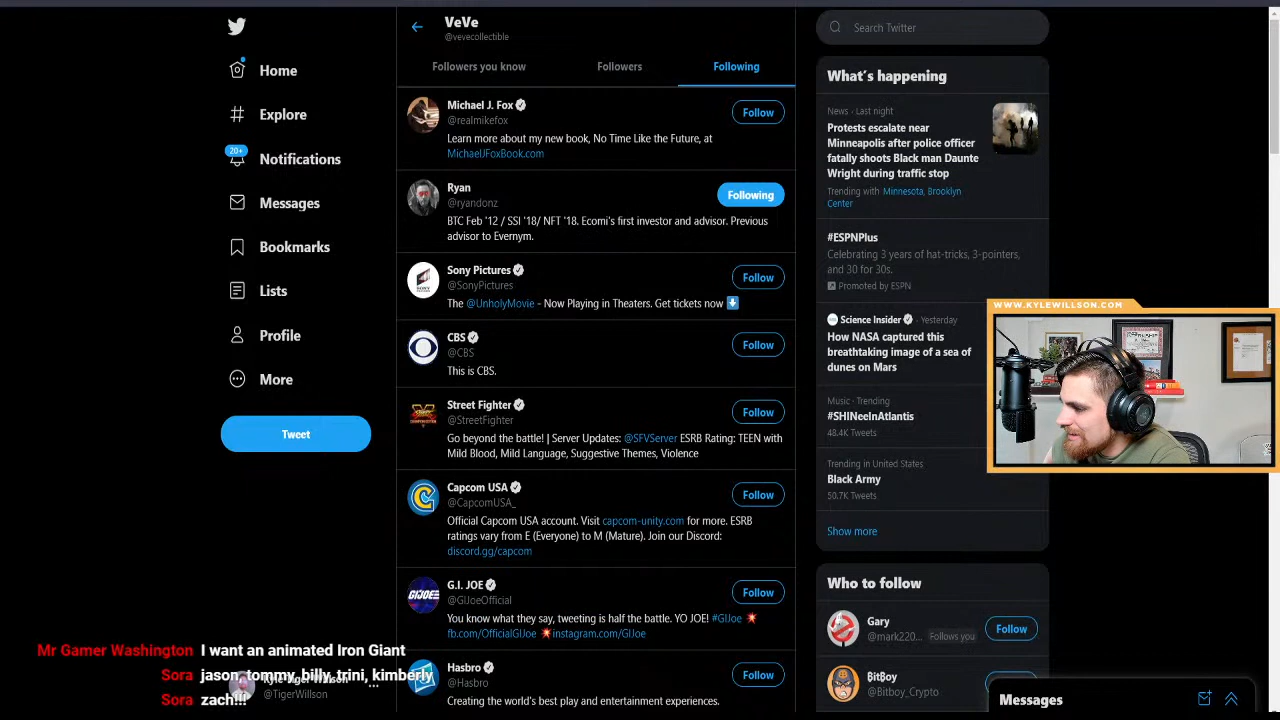 VeVe
@vevecollectible
Followers you know
Followers
Following
Home
Explore
20+
Notifications
Messages
Bookmarks
Lists
Profile
More
Tweet
Michael J. Fox
@realmikefox
Follow
Learn more about my new book, No Time Like the Future, at
MichaelJFoxBook.com
Ryan
@ryandonz
Following
BTC Feb '12 / SSI '18/ NFT '18. Ecomi's first investor and advisor. Previous
advisor to Evernym.
Sony Pictures
@SonyPictures
Follow
The @UnholyMovie - Now Playing in Theaters. Get tickets now ⬇️
CBS
@CBS
Follow
This is CBS.
Street Fighter
@StreetFighter
Follow
Go beyond the battle! | Server Updates: @SFVServer ESRB Rating: TEEN with
Mild Blood, Mild Language, Suggestive Themes, Violence
Capcom USA
@CapcomUSA_
Follow
Official Capcom USA account. Visit capcom-unity.com for more. ESRB
ratings vary from E (Everyone) to M (Mature). Join our Discord:
discord.gg/capcom
G.I. JOE
@GIJoeOfficial
Follow
You know what they say, tweeting is half the battle. YO JOE! #GIJoe 💥
fb.com/OfficialGIJoe 💥instagram.com/GIJoe
Hasbro
@Hasbro
Follow
Creating the world's best play and entertainment experiences.
Search Twitter
What's happening
News · Last night
Protests escalate near
Minneapolis after police officer
fatally shoots Black man Daunte
Wright during traffic stop
Trending with Minnesota, Brooklyn
Center
#ESPNPlus
Celebrating 3 years of hat-tricks, 3-pointers,
and 30 for 30s.
Promoted by ESPN
Science Insider · Yesterday
How NASA captured this
breathtaking image of a sea of
dunes on Mars
Music · Trending
#SHINeeInAtlantis
48.4K Tweets
Trending in United States
Black Army
50.7K Tweets
Show more
Who to follow
Gary
@mark220... Follows you
Follow
₿it₿oy
@Bitboy_Crypto
Messages
WWW.KYLEWILLSON.COM
Mr Gamer Washington I want an animated Iron Giant
Sora jason, tommy, billy, trini, kimberly
Sora zach!!!
@TigerWillson